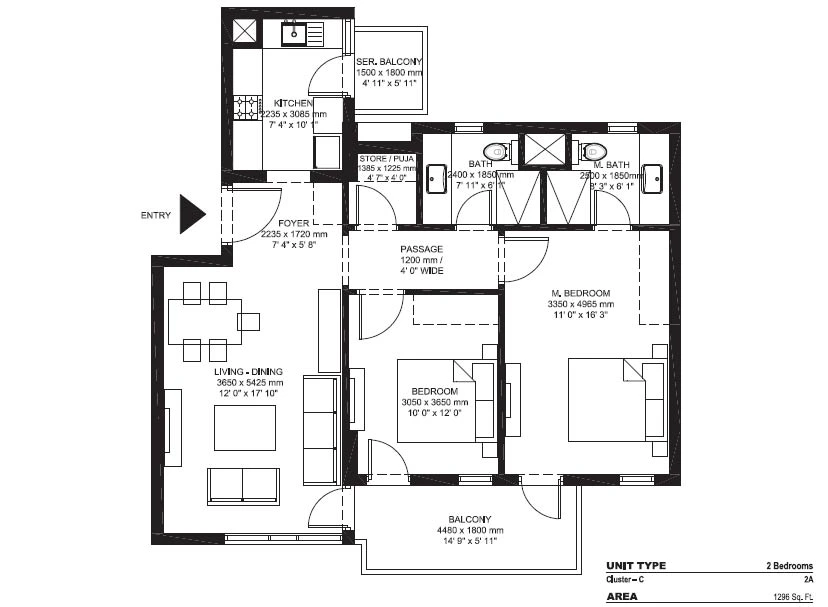 SER. BALCONY
1500 x 1800 mm
4' 11" x 5' 11"
KITCHEN
2235 x 3085 mm
7' 4" x 10' 1"
STORE / PUJA
1385 x 1225 mm
4' 7" x 4' 0"
BATH
2400 x 1850 mm
7' 11" x 6' 1"
M. BATH
2500 x 1850mm
8' 3" x 6' 1"
ENTRY
FOYER
2235 x 1720 mm
7' 4" x 5' 8"
PASSAGE
1200 mm /
4' 0" WIDE
M. BEDROOM
3350 x 4965 mm
11' 0" x 16' 3"
LIVING - DINING
3650 x 5425 mm
12' 0" x 17' 10"
BEDROOM
3050 x 3650 mm
10' 0" x 12' 0"
BALCONY
4480 x 1800 mm
14' 9" x 5' 11"
UNIT TYPE 2 Bedrooms
Cluster – C 2A
AREA 1296 Sq. Ft.